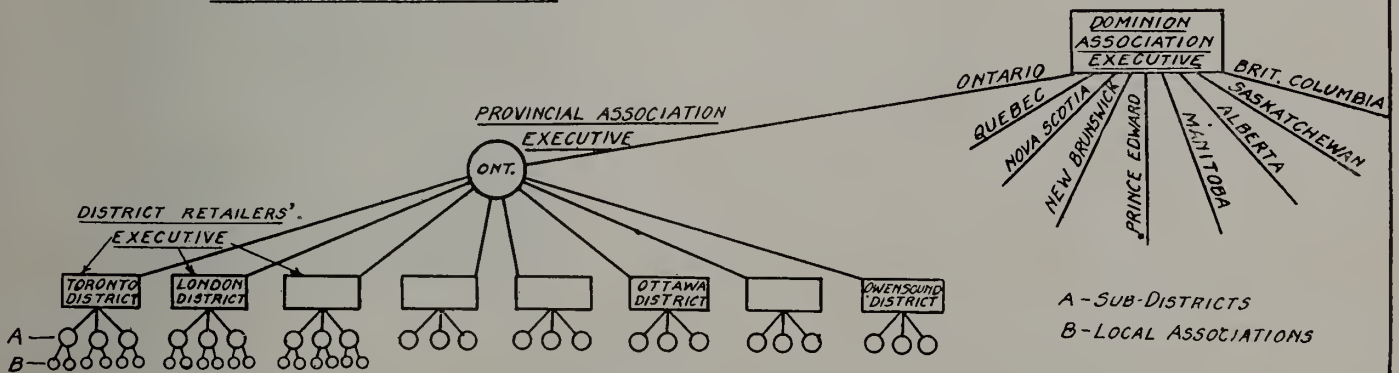 DOMINION
ASSOCIATION
EXECUTIVE
ONTARIO
QUEBEC
NOVA SCOTIA
NEW BRUNSWICK
PRINCE EDWARD
MANITOBA
ALBERTA
SASKATCHEWAN
BRIT. COLUMBIA
PROVINCIAL ASSOCIATION
EXECUTIVE
ONT.
DISTRICT RETAILERS'.
EXECUTIVE
TORONTO
DISTRICT
LONDON
DISTRICT
OTTAWA
DISTRICT
OWENSOUND
DISTRICT
A
B
A-SUB-DISTRICTS
B-LOCAL ASSOCIATIONS